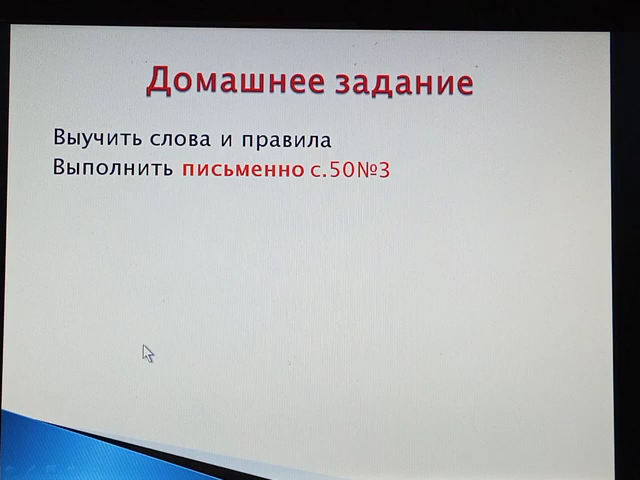 Домашнее задание
Выучить слова и правила
Выполнить письменно с.50№3